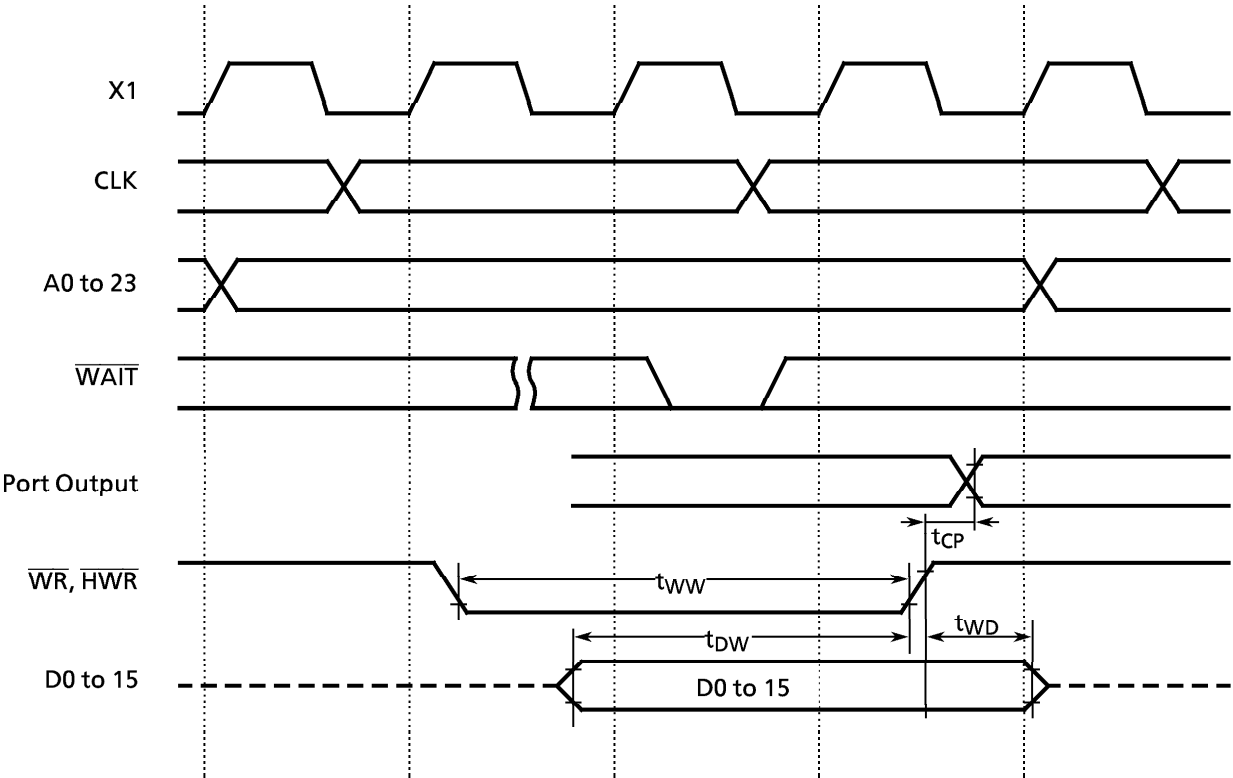 X1
CLK
A0 to 23
WAIT
Port Output
tCP
WR, HWR
tWW
tDW
tWD
D0 to 15
D0 to 15